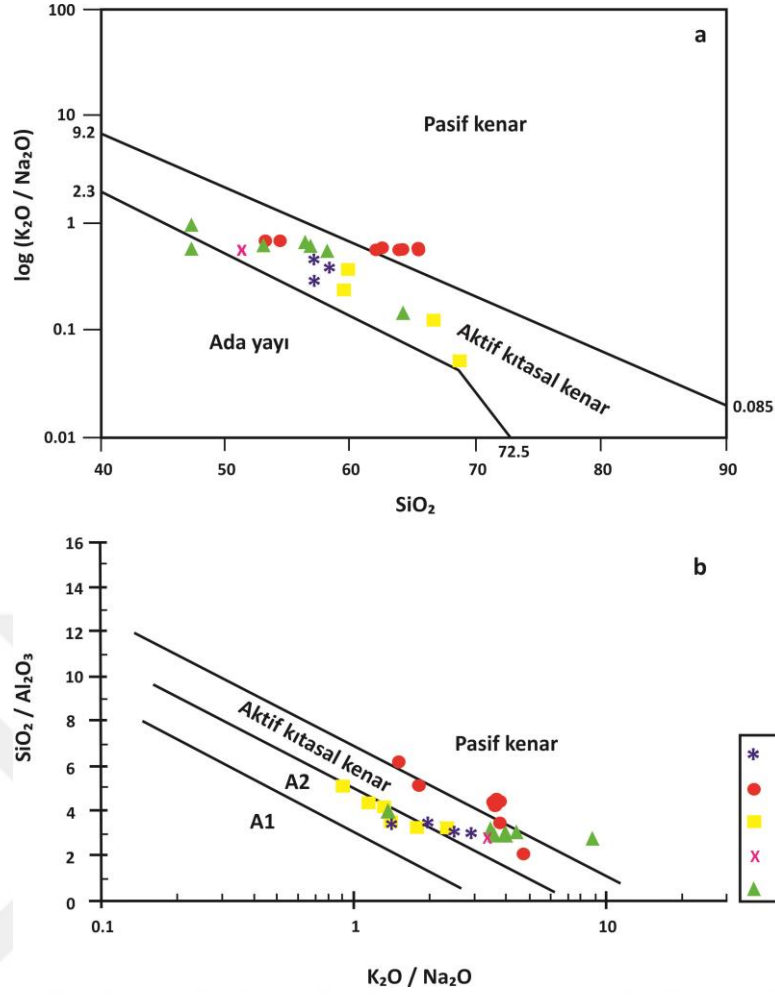 100
a
10
9.2
Pasif kenar
2.3
1
log (K₂O / Na₂O)
0.1
Ada yayı
Aktif kıtasal kenar
0.085
0.01
72.5
40
50
60
70
80
90
SiO₂
16
b
14
12
10
SiO₂ / Al₂O₃
Aktif kıtasal kenar
Pasif kenar
8
6
A2
4
A1
2
0
0.1
1
10
K₂O / Na₂O
x